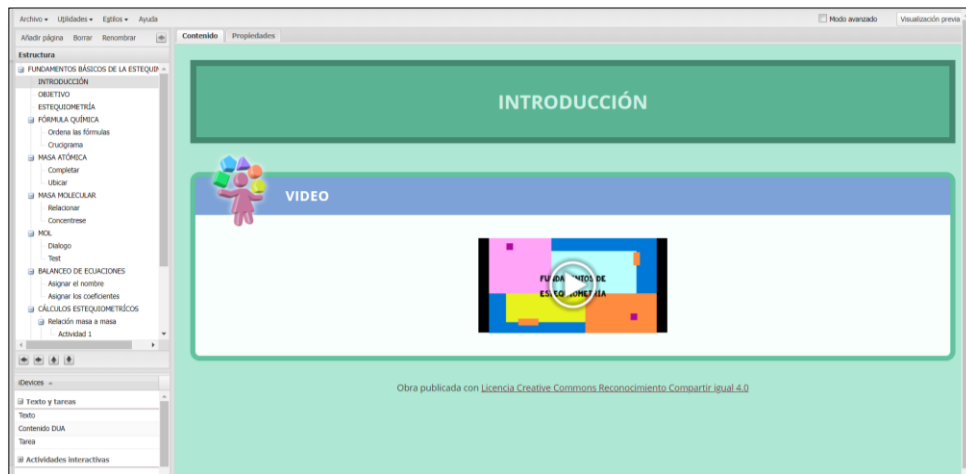 Archivo Utilidades Estilos Ayuda
Modo avanzado Visualización previa
Añadir página Borrar Renombrar
Contenido Propiedades
Estructura
FUNDAMENTOS BÁSICOS DE LA ESTEQUI
INTRODUCCIÓN
OBJETIVO
ESTEQUIOMETRÍA
FÓRMULA QUÍMICA
Ordena las fórmulas
Crucigrama
MASA ATÓMICA
Completar
Ubicar
MASA MOLECULAR
Relacionar
Concentrese
MOL
Dialogo
Test
BALANCEO DE ECUACIONES
Asignar el nombre
Asignar los coeficientes
CÁLCULOS ESTEQUIOMETRÍCOS
Relación masa a masa
Actividad 1
iDevices
Texto y tareas
Texto
Contenido DUA
Tarea
Actividades interactivas
INTRODUCCIÓN
VIDEO
FUNDAMENTOS DE
ESTEQUIOMETRIA
Obra publicada con Licencia Creative Commons Reconocimiento Compartir igual 4.0